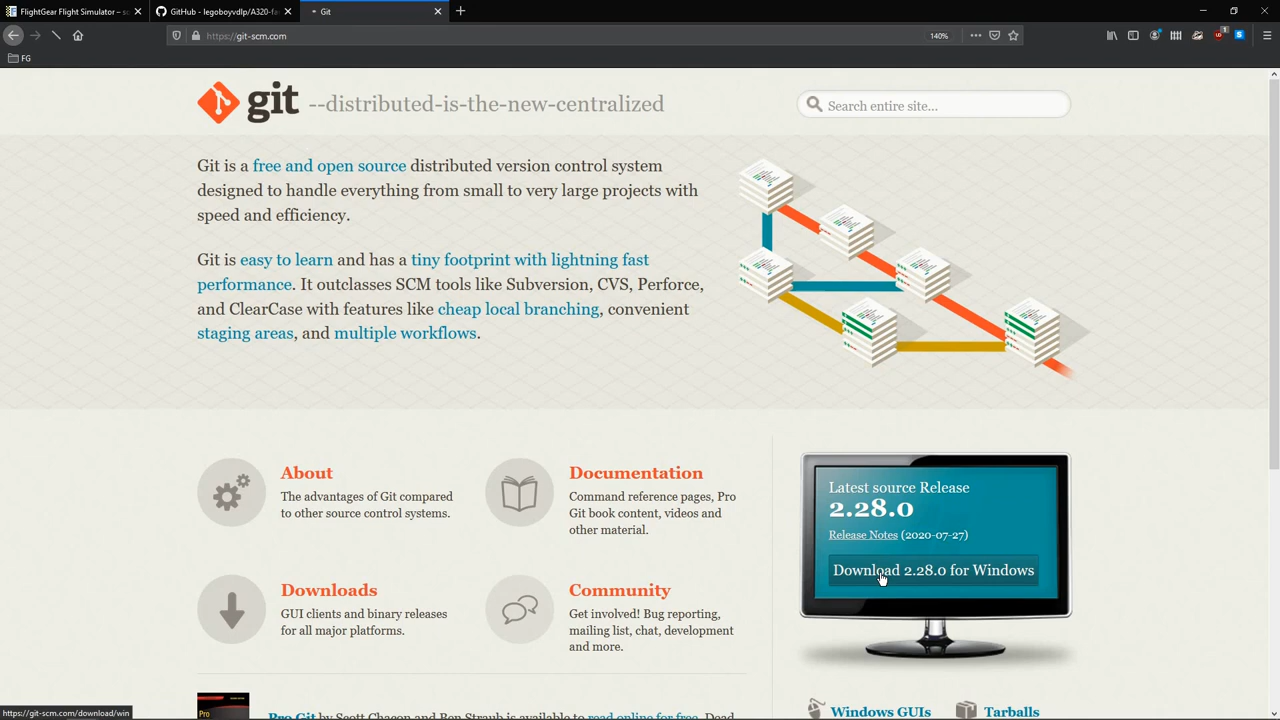 FlightGear Flight Simulator – so
GitHub - legoboyvdlp/A320-fa
Git
https://git-scm.com
140%
FG
git --distributed-is-the-new-centralized
Search entire site...
Git is a free and open source distributed version control system
designed to handle everything from small to very large projects with
speed and efficiency.
Git is easy to learn and has a tiny footprint with lightning fast
performance. It outclasses SCM tools like Subversion, CVS, Perforce,
and ClearCase with features like cheap local branching, convenient
staging areas, and multiple workflows.
About
The advantages of Git compared
to other source control systems.
Documentation
Command reference pages, Pro
Git book content, videos and
other material.
Downloads
GUI clients and binary releases
for all major platforms.
Community
Get involved! Bug reporting,
mailing list, chat, development
and more.
Latest source Release
2.28.0
Release Notes (2020-07-27)
Download 2.28.0 for Windows
Windows GUIs
Tarballs
Pro
Pro Git by Scott Chacon and Ben Straub is available to read online for free. Dead
https://git-scm.com/download/win